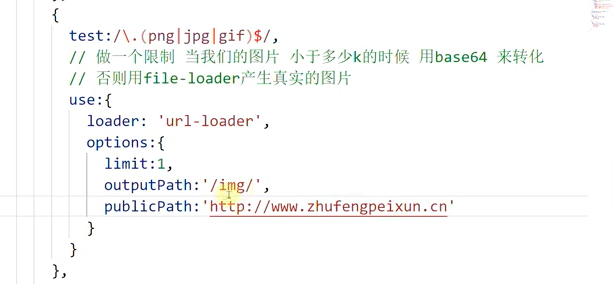 {
test:/\.(png|jpg|gif)$/,
// 做一个限制 当我们的图片 小于多少k的时候 用base64 来转化
// 否则用file-loader产生真实的图片
use:{
loader: 'url-loader',
options:{
limit:1,
outputPath:'/img/',
publicPath:'http://www.zhufengpeixun.cn'
}
}
},